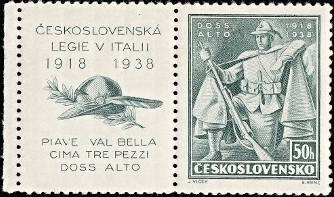 ČESKOSLOVENSKÁ
LEGIE V ITALII
1918 1938
PIAVE VAL BELLA
CIMA TRE PEZZI
DOSS ALTO
DOSS
ALTO
1918
1938
50h
ČESKOSLOVENSKO